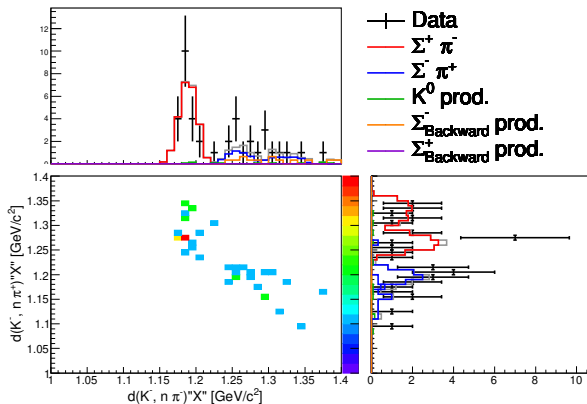 12
10
8
6
4
2
0
Data
Σ⁺ π⁻
Σ⁻ π⁺
K⁰ prod.
Σ⁻Backward prod.
Σ⁺Backward prod.
d(K⁻, n π⁺)"X" [GeV/c²]
1.4
1.35
1.3
1.25
1.2
1.15
1.1
1.05
1
1 1.05 1.1 1.15 1.2 1.25 1.3 1.35 1.4
d(K⁻, n π⁻)"X" [GeV/c²]
0 2 4 6 8 10